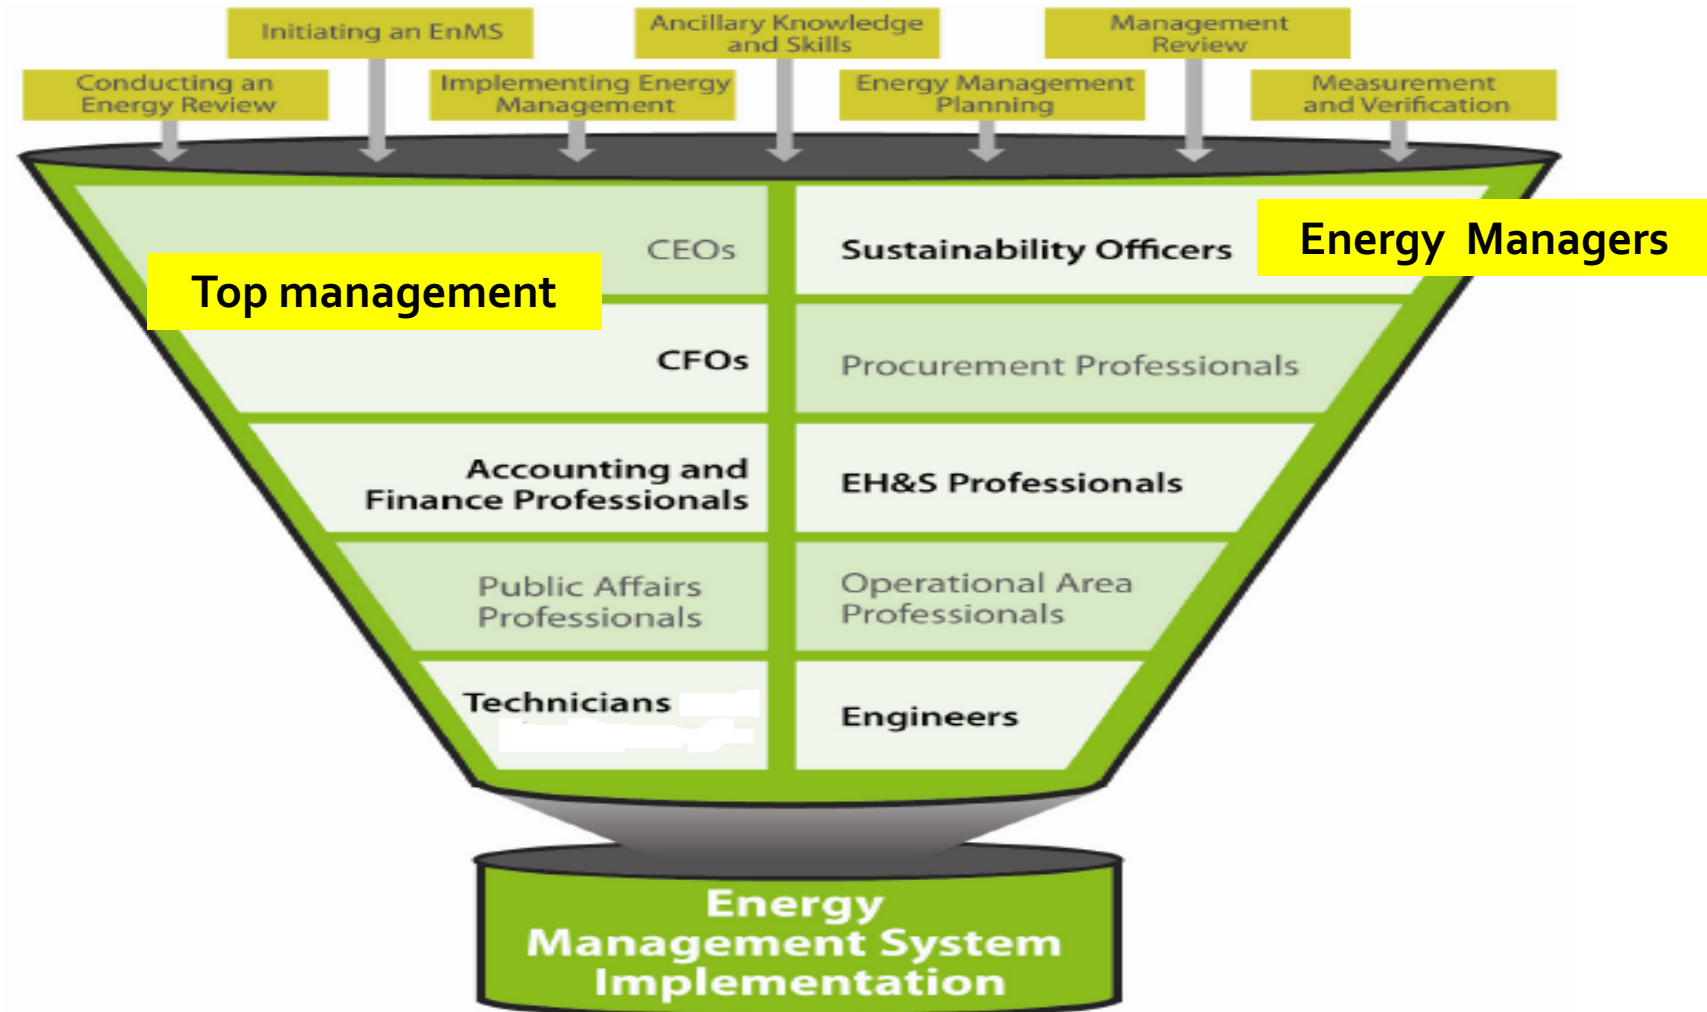 Initiating an EnMS
Ancillary Knowledge
and Skills
Management
Review
Conducting an
Energy Review
Implementing Energy
Management
Energy Management
Planning
Measurement
and Verification
CEOs
Sustainability Officers
Energy Managers
Top management
CFOs
Procurement Professionals
Accounting and
Finance Professionals
EH&S Professionals
Public Affairs
Professionals
Operational Area
Professionals
Technicians
Engineers
Energy
Management System
Implementation